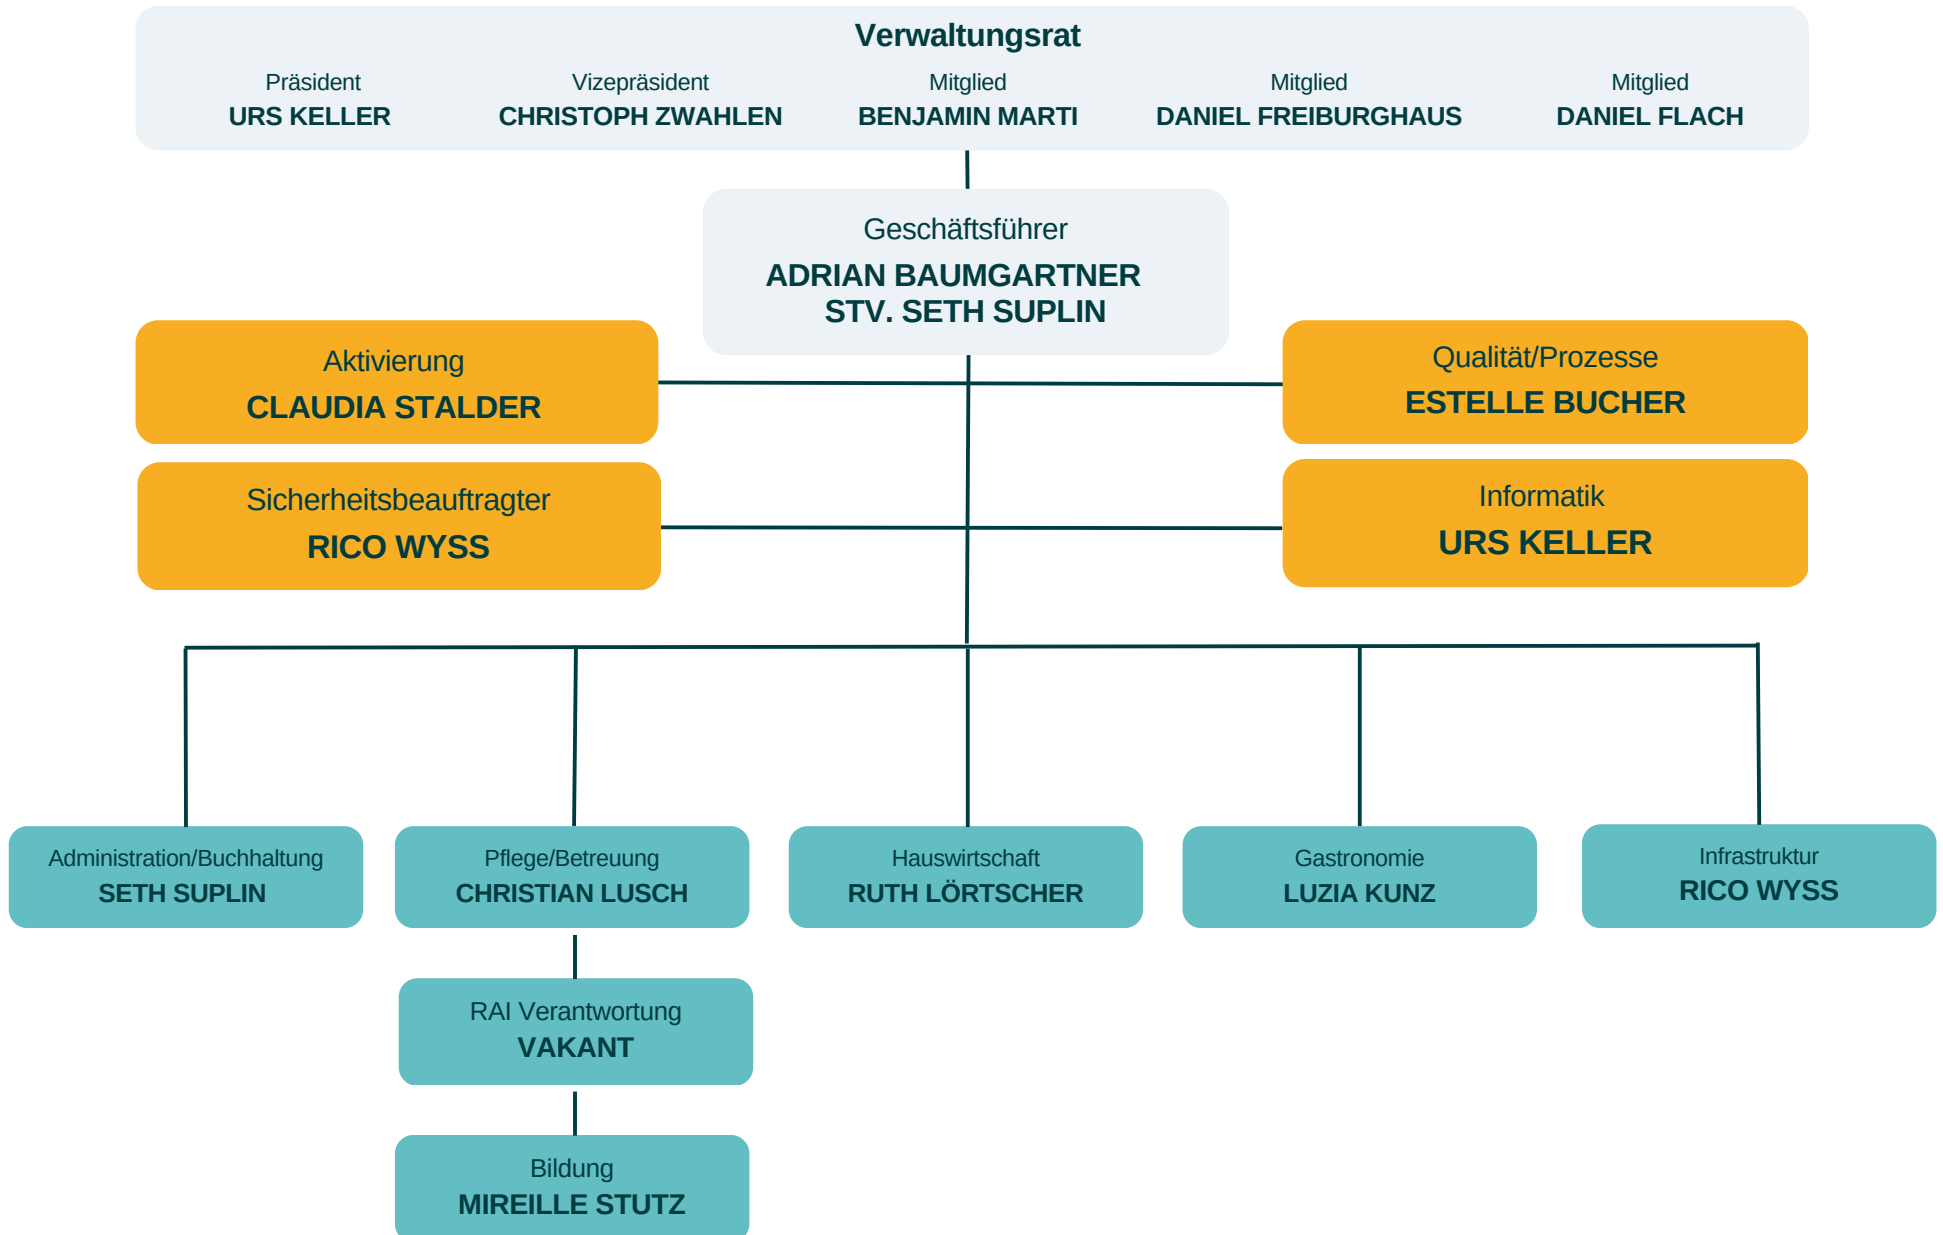 Verwaltungsrat
Präsident
URS KELLER
Vizepräsident
CHRISTOPH ZWAHLEN
Mitglied
BENJAMIN MARTI
Mitglied
DANIEL FREIBURGHAUS
Mitglied
DANIEL FLACH
Geschäftsführer
ADRIAN BAUMGARTNER
STV. SETH SUPLIN
Aktivierung
CLAUDIA STALDER
Qualität/Prozesse
ESTELLE BUCHER
Sicherheitsbeauftragter
RICO WYSS
Informatik
URS KELLER
Administration/Buchhaltung
SETH SUPLIN
Pflege/Betreuung
CHRISTIAN LUSCH
Hauswirtschaft
RUTH LÖRTSCHER
Gastronomie
LUZIA KUNZ
Infrastruktur
RICO WYSS
RAI Verantwortung
VAKANT
Bildung
MIREILLE STUTZ